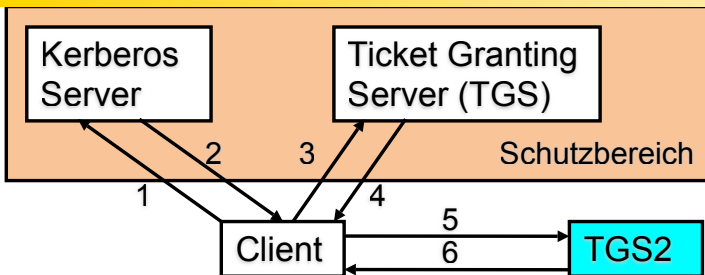 Kerberos
Server
Ticket Granting
Server (TGS)
Schutzbereich
1
2
3
4
5
6
Client
TGS2